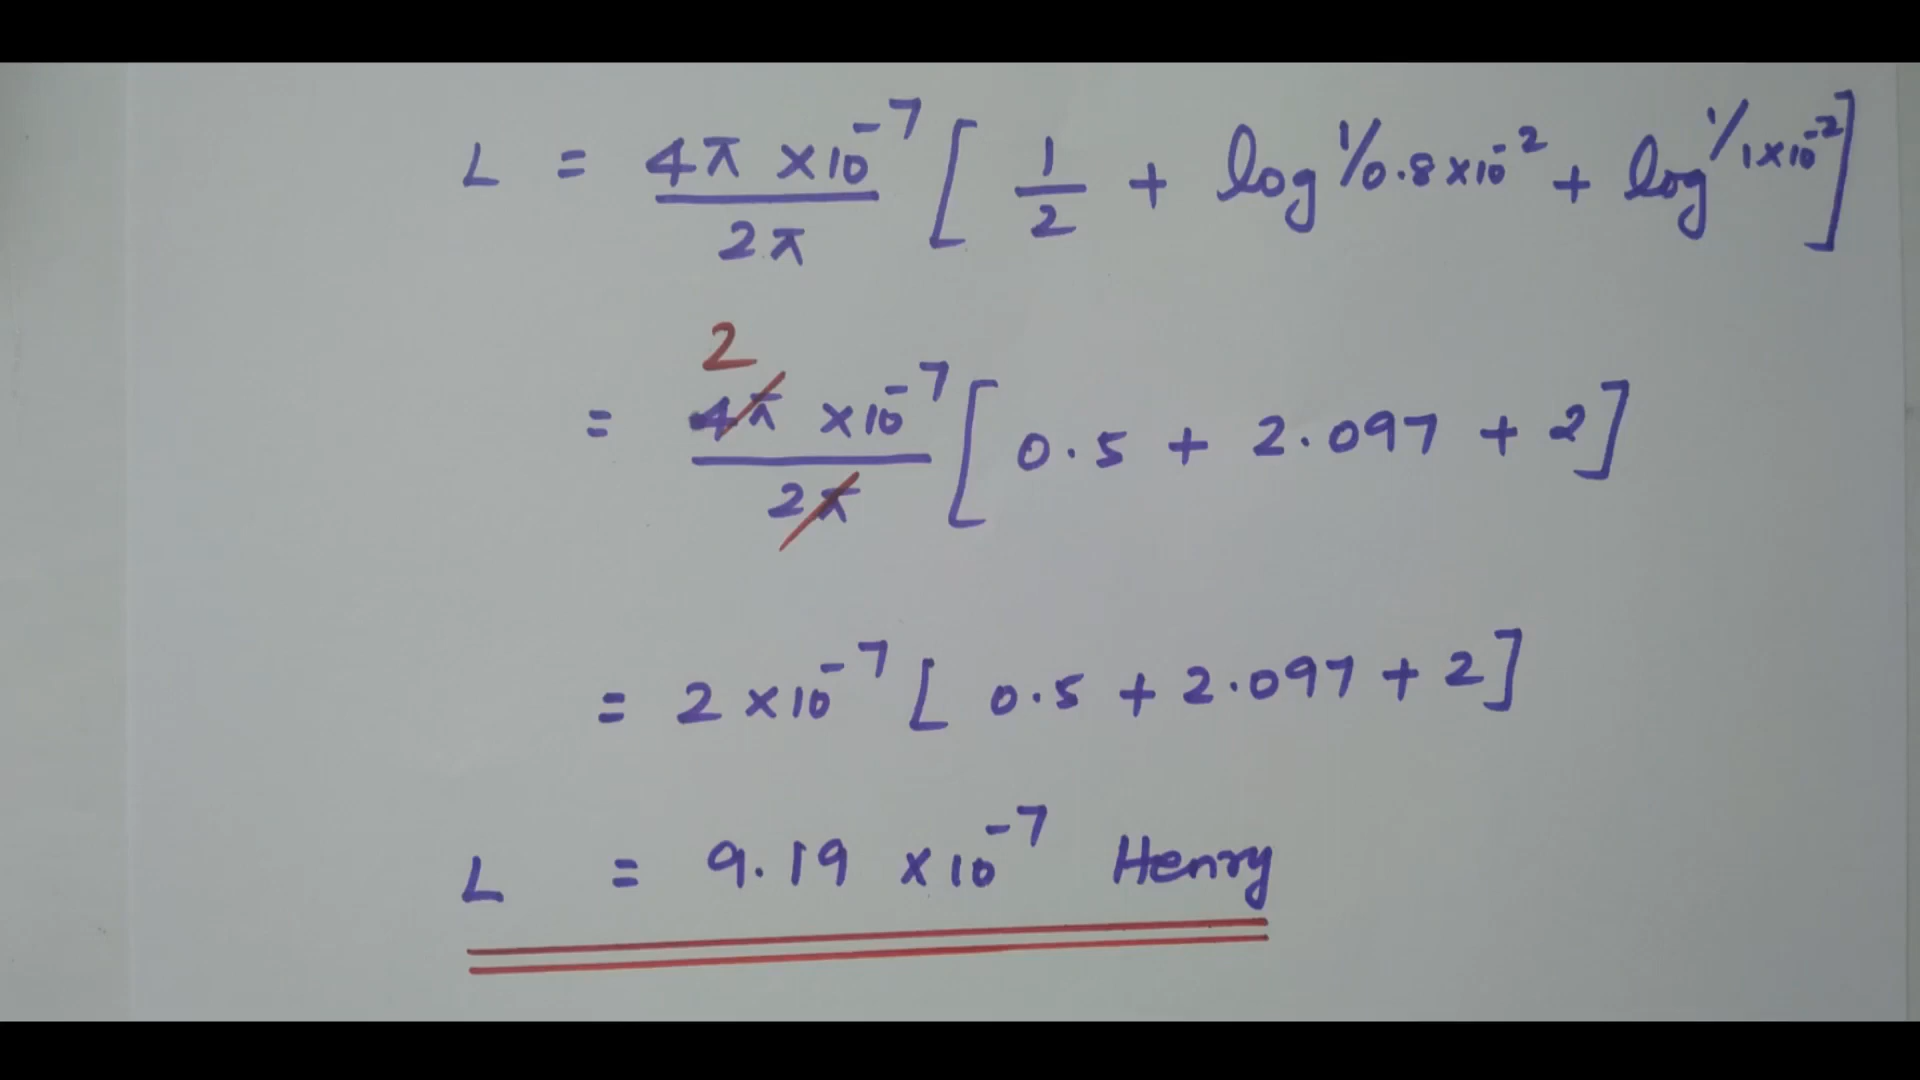 L = 4π ×10⁻⁷ / 2π [ 1/2 + log 1/0.8×10⁻² + log 1/1×10⁻² ]
2
= 4π ×10⁻⁷ / 2π [ 0.5 + 2.097 + 2 ]
= 2 ×10⁻⁷ [ 0.5 + 2.097 + 2 ]
L = 9.19 ×10⁻⁷ Henry